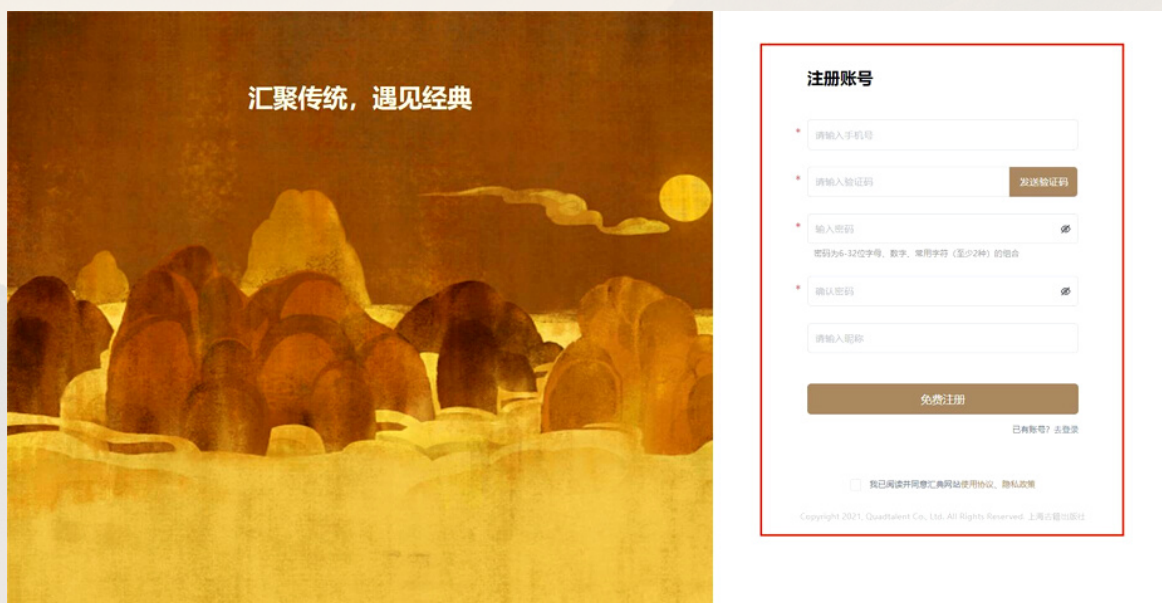 汇聚传统，遇见经典
注册账号
* 请输入手机号
* 请输入验证码 发送验证码
* 输入密码
密码为6-32位字母、数字、常用字符（至少2种）的组合
* 确认密码
请输入昵称
免费注册
已有账号？去登录
我已阅读并同意汇典网站使用协议、隐私政策
Copyright 2021, Quadtalent Co., Ltd. All Rights Reserved. 上海古籍出版社